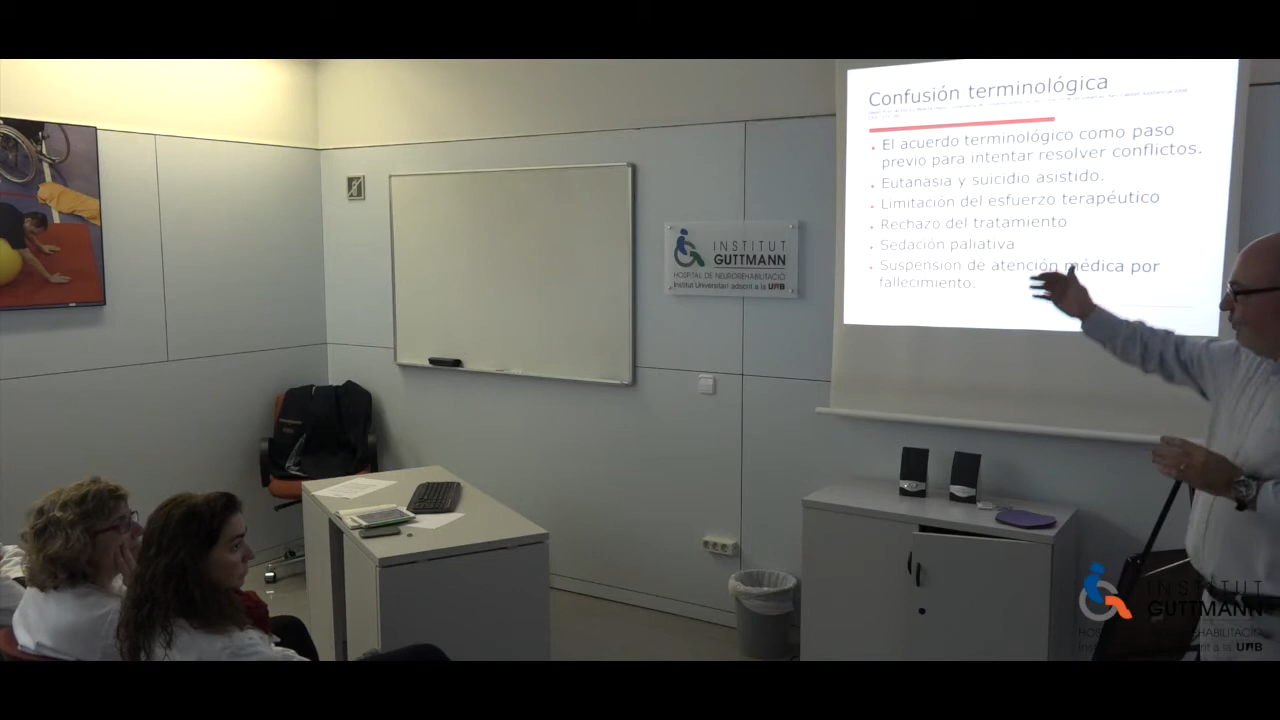 Confusión terminológica
El acuerdo terminológico como paso
previo para intentar resolver conflictos.
Eutanasia y suicidio asistido.
Limitación del esfuerzo terapéutico
Rechazo del tratamiento
Sedación paliativa
Suspensión de atención médica por
fallecimiento.
INSTITUT
GUTTMANN
HOSPITAL DE NEUROREHABILITACIÓ
Institut Universitari adscrit a la UAB
INSTITUT
GUTTMANN